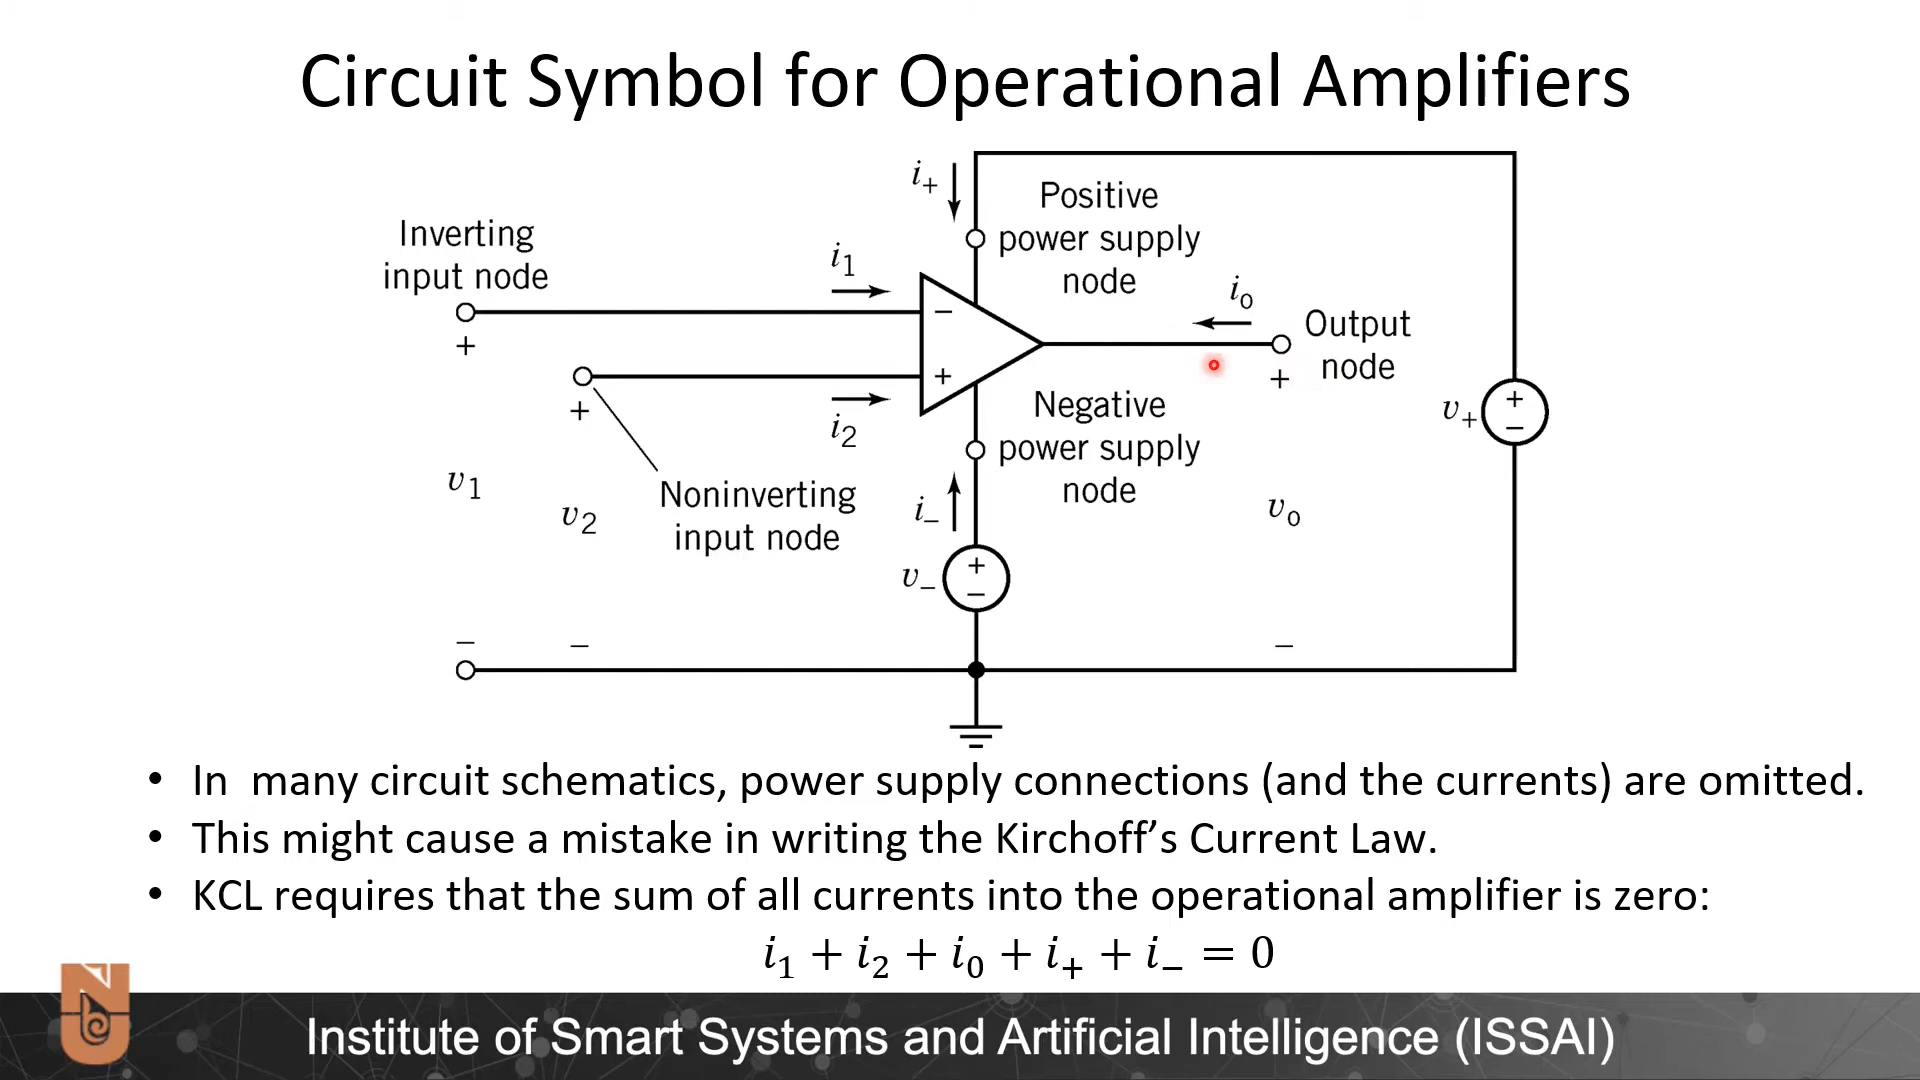 Circuit Symbol for Operational Amplifiers
i+
Positive
power supply
node
Inverting
input node
i1
io
Output
node
−
+
+
+
+
i2
Negative
power supply
node
v+
+
−
v1
v2
Noninverting
input node
i−
vo
v−
+
−
−
−
−
• In many circuit schematics, power supply connections (and the currents) are omitted.
• This might cause a mistake in writing the Kirchoff’s Current Law.
• KCL requires that the sum of all currents into the operational amplifier is zero:
i₁ + i₂ + i₀ + i₊ + i₋ = 0
Institute of Smart Systems and Artificial Intelligence (ISSAI)